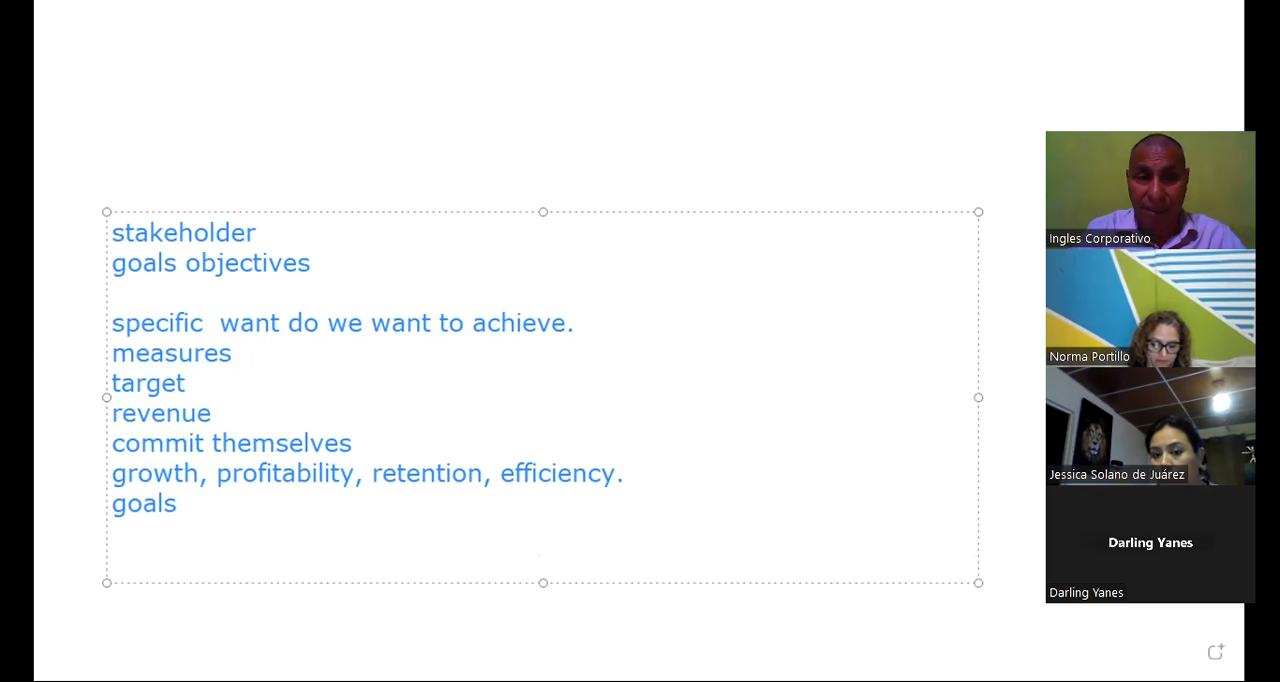 stakeholder
goals objectives
specific  want do we want to achieve.
measures
target
revenue
commit themselves
growth, profitability, retention, efficiency.
goals
Ingles Corporativo
Norma Portillo
Jessica Solano de Juárez
Darling Yanes
Darling Yanes